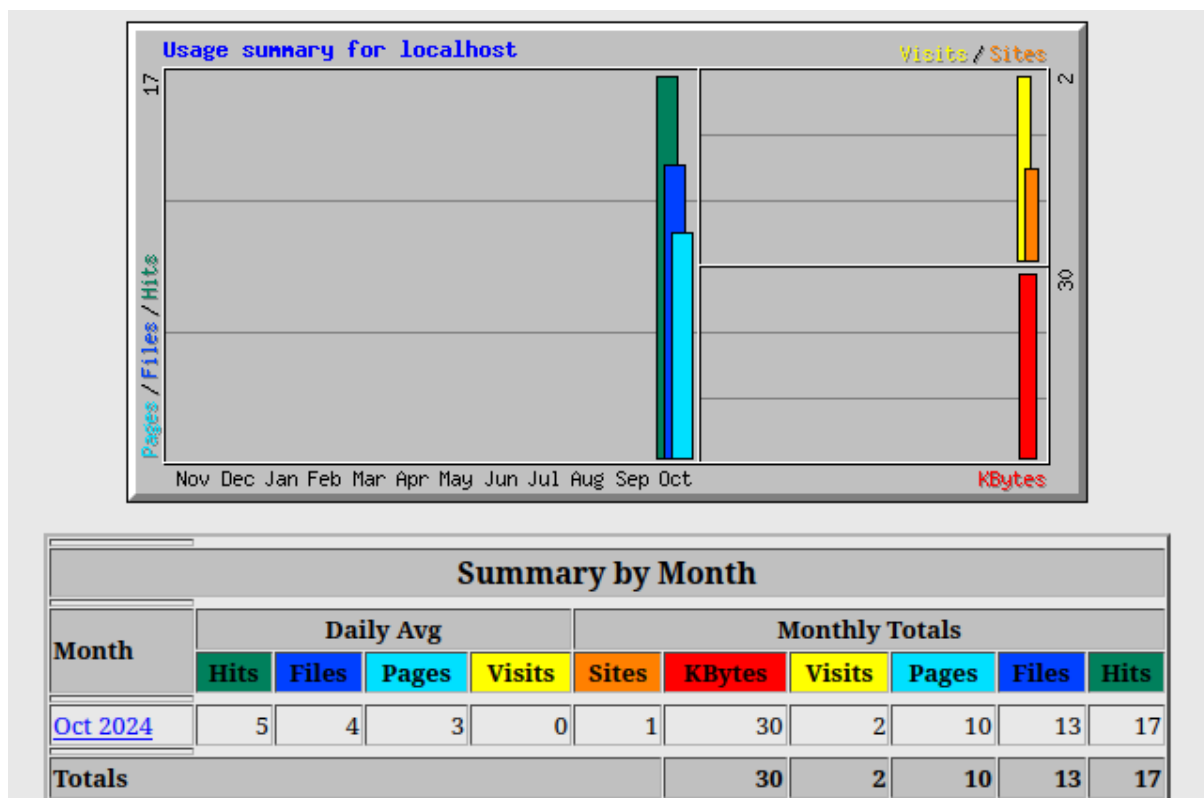 Usage summary for localhost
Visits/Sites
17
2
Pages/Files/Hits
30
Nov Dec Jan Feb Mar Apr May Jun Jul Aug Sep Oct
KBytes
Summary by Month
Month Daily Avg Monthly Totals
Hits Files Pages Visits Sites KBytes Visits Pages Files Hits
Oct 2024 5 4 3 0 1 30 2 10 13 17
Totals 30 2 10 13 17